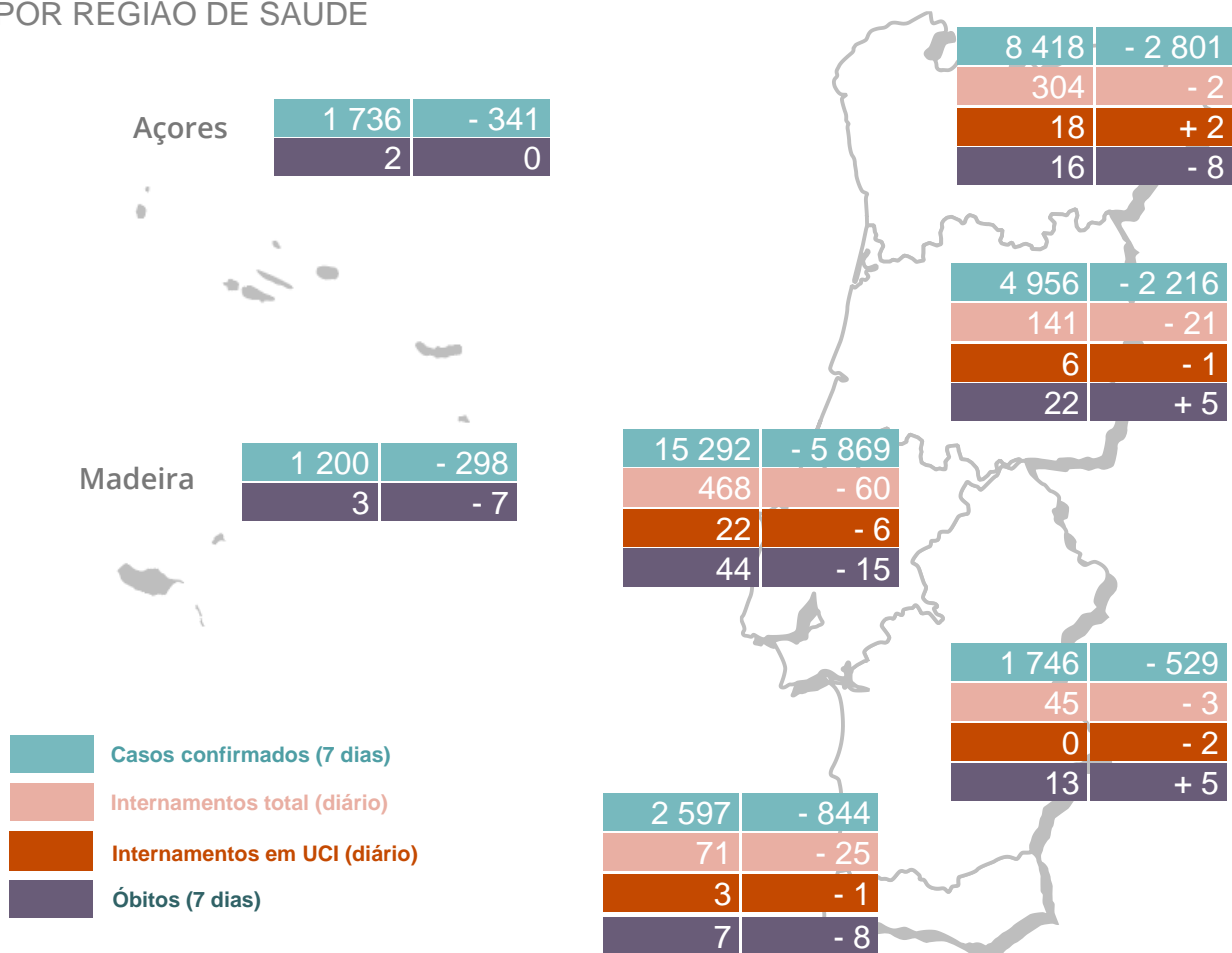 POR REGIÃO DE SAÚDE
Açores
1 736 - 341
2 0
8 418 - 2 801
304 - 2
18 + 2
16 - 8
4 956 - 2 216
141 - 21
6 - 1
22 + 5
Madeira
1 200 - 298
3 - 7
15 292 - 5 869
468 - 60
22 - 6
44 - 15
1 746 - 529
45 - 3
0 - 2
13 + 5
2 597 - 844
71 - 25
3 - 1
7 - 8
Casos confirmados (7 dias)
Internamentos total (diário)
Internamentos em UCI (diário)
Óbitos (7 dias)